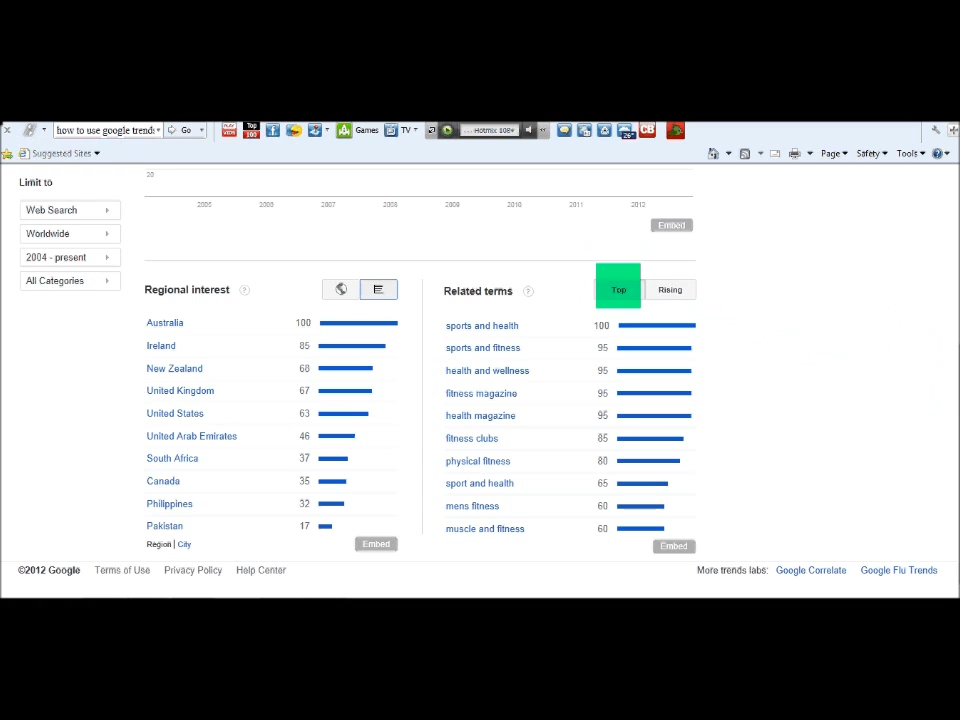 how to use google trends
Go
Top
100
Games
TV
Hotmix 108
26°
CB
Suggested Sites
Page
Safety
Tools
Limit to
Web Search
Worldwide
2004 - present
All Categories
20
2005 2006 2007 2008 2009 2010 2011 2012
Embed
Regional interest ?
Australia 100
Ireland 85
New Zealand 68
United Kingdom 67
United States 63
United Arab Emirates 46
South Africa 37
Canada 35
Philippines 32
Pakistan 17
Region | City
Embed
Related terms ?
Top
Rising
sports and health 100
sports and fitness 95
health and wellness 95
fitness magazine 95
health magazine 95
fitness clubs 85
physical fitness 80
sport and health 65
mens fitness 60
muscle and fitness 60
Embed
©2012 Google Terms of Use Privacy Policy Help Center
More trends labs: Google Correlate Google Flu Trends